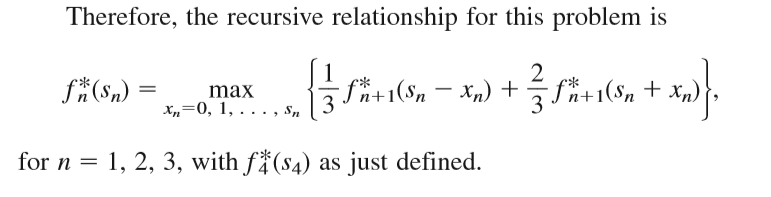 Therefore, the recursive relationship for this problem is
f*ₙ(sₙ) = max_{xₙ=0, 1, . . . , sₙ} { 1/3 f*ₙ₊₁(sₙ − xₙ) + 2/3 f*ₙ₊₁(sₙ + xₙ) },
for n = 1, 2, 3, with f*₄(s₄) as just defined.